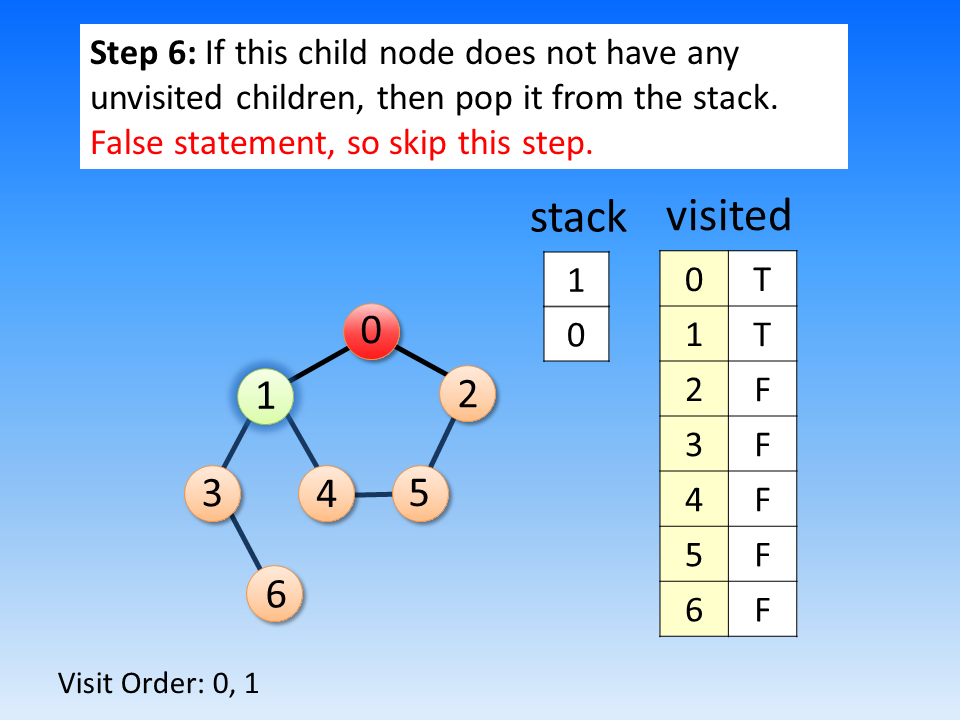 Step 6: If this child node does not have any
unvisited children, then pop it from the stack.
False statement, so skip this step.
stack
visited
1
0
0 T
1 T
2 F
3 F
4 F
5 F
6 F
0
1
2
3
4
5
6
Visit Order: 0, 1